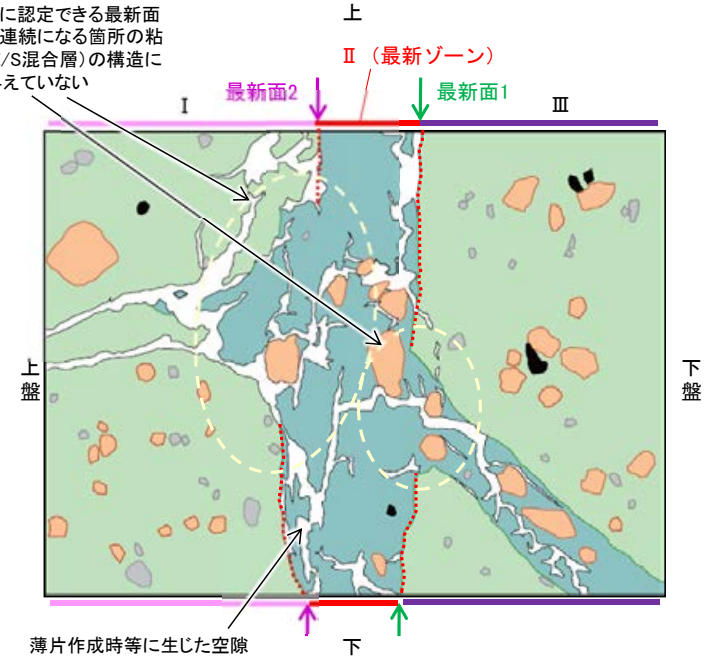 に認定できる最新面
連続になる箇所の粘
/S混合層)の構造に
えていない
上
Ⅱ（最新ゾーン）
最新面2
最新面1
Ⅰ
Ⅲ
上盤
下盤
薄片作成時等に生じた空隙
下